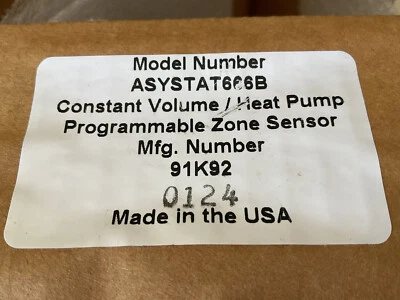 Model Number
ASYSTAT666B
Constant Volume / Heat Pump
Programmable Zone Sensor
Mfg. Number
91K92
0124
Made in the USA